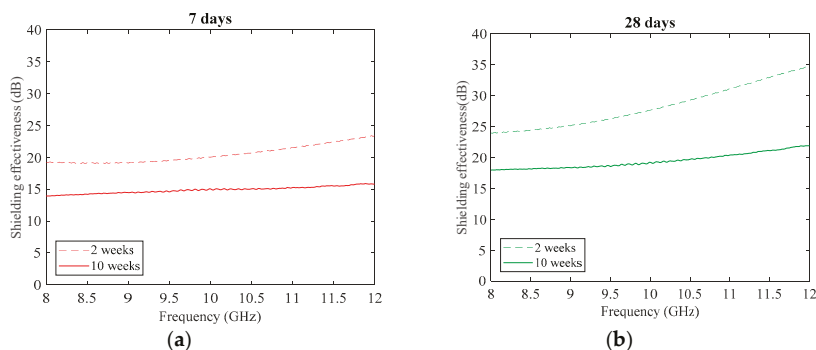 7 days
40
35
30
25
20
15
10
5
0
Shielding effectiveness (dB)
2 weeks
10 weeks
8 8.5 9 9.5 10 10.5 11 11.5 12
Frequency (GHz)
(a)
28 days
40
35
30
25
20
15
10
5
0
Shielding effectiveness(dB)
2 weeks
10 weeks
8 8.5 9 9.5 10 10.5 11 11.5 12
Frequency (GHz)
(b)